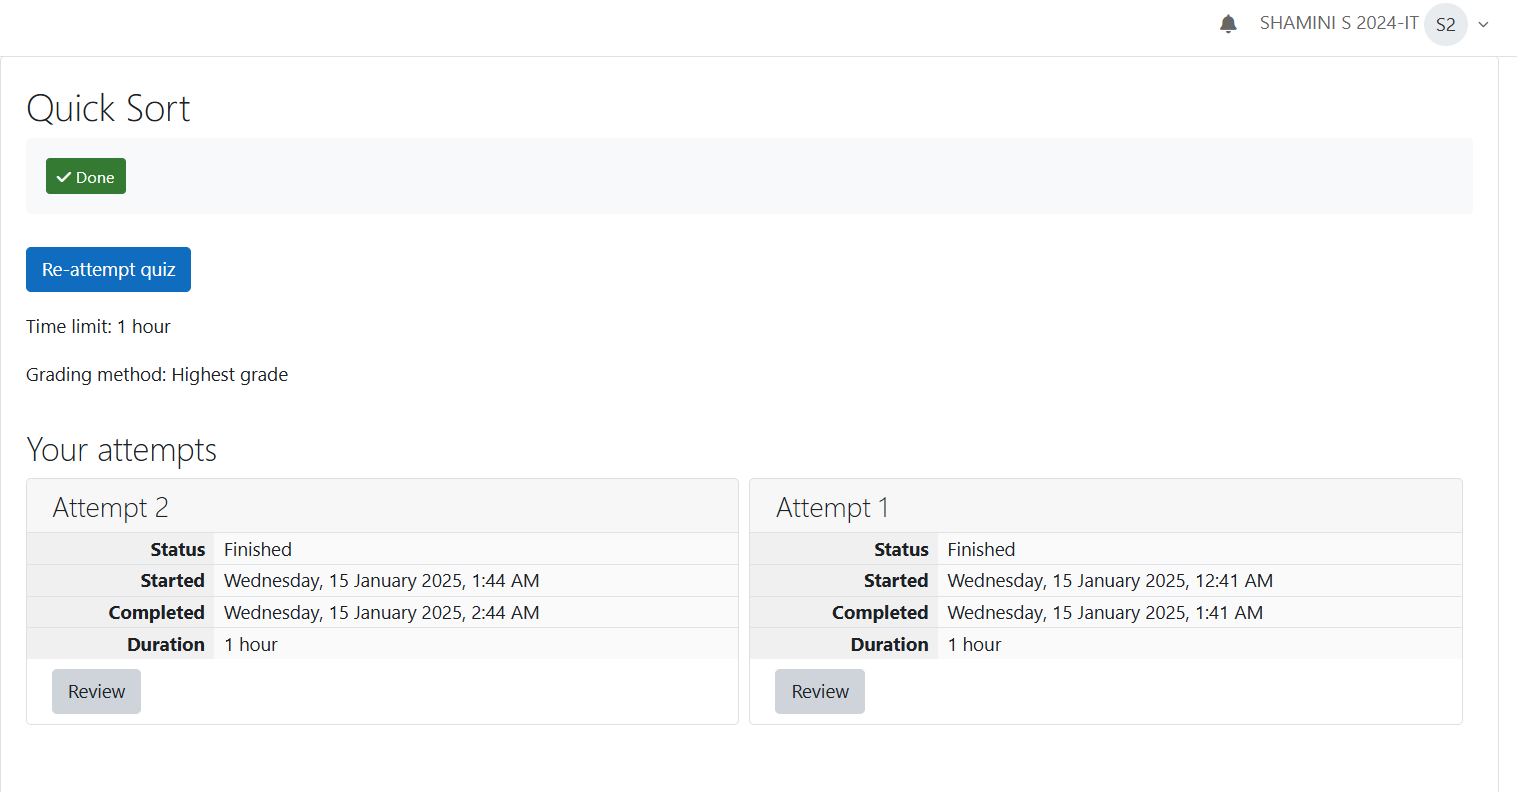 SHAMINI S 2024-IT S2
Quick Sort
Done
Re-attempt quiz
Time limit: 1 hour
Grading method: Highest grade
Your attempts
Attempt 2
Status Finished
Started Wednesday, 15 January 2025, 1:44 AM
Completed Wednesday, 15 January 2025, 2:44 AM
Duration 1 hour
Review
Attempt 1
Status Finished
Started Wednesday, 15 January 2025, 12:41 AM
Completed Wednesday, 15 January 2025, 1:41 AM
Duration 1 hour
Review